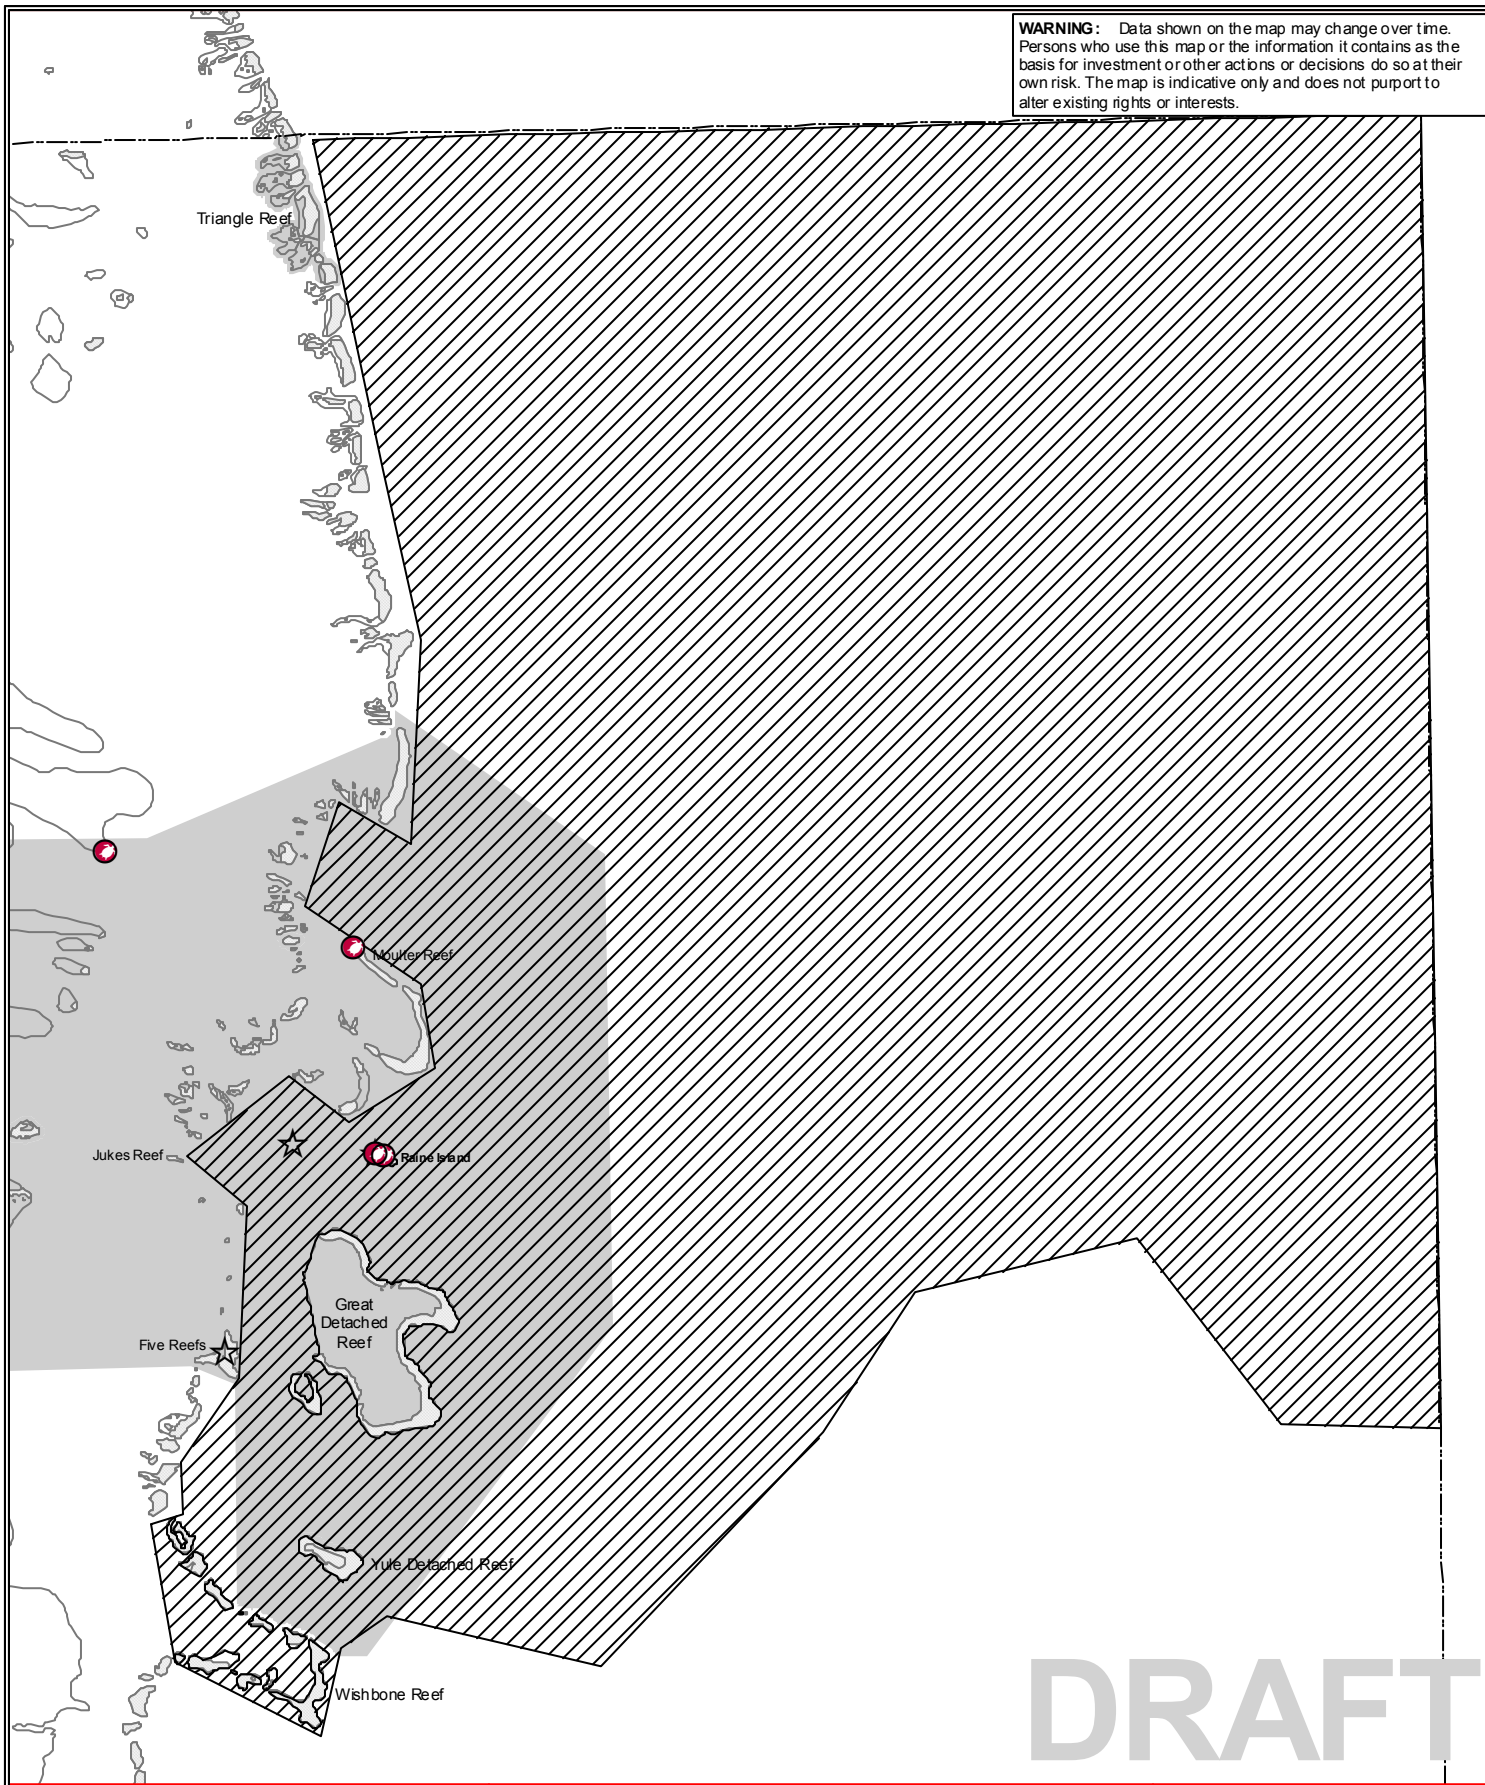 WARNING: Data shown on the map may change over time.
Persons who use this map or the information it contains as the
basis for investment or other actions or decisions do so at their
own risk. The map is indicative only and does not purport to
alter existing rights or interests.
Triangle Reef
Moulter Reef
Jukes Reef
Raine Island
Great
Detached
Reef
Five Reefs
Yule Detached Reef
Wishbone Reef
DRAFT